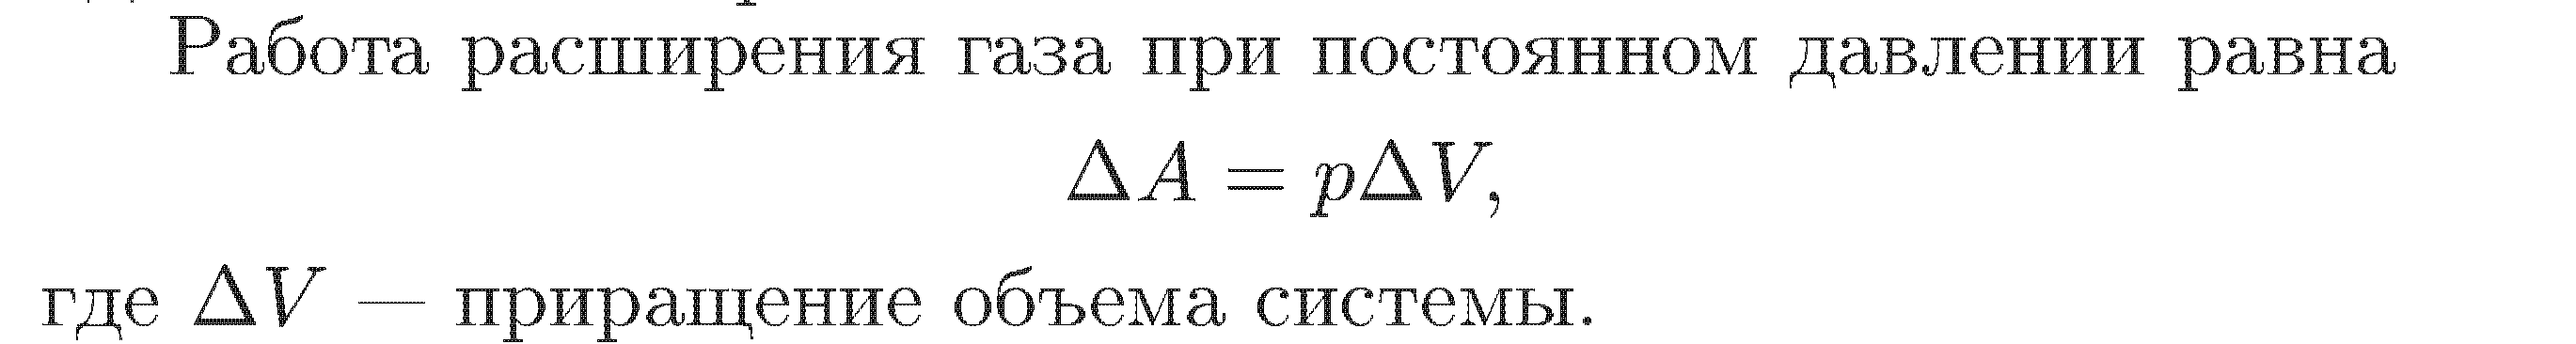 Работа расширения газа при постоянном давлении равна
ΔA = pΔV,
где ΔV — приращение объема системы.